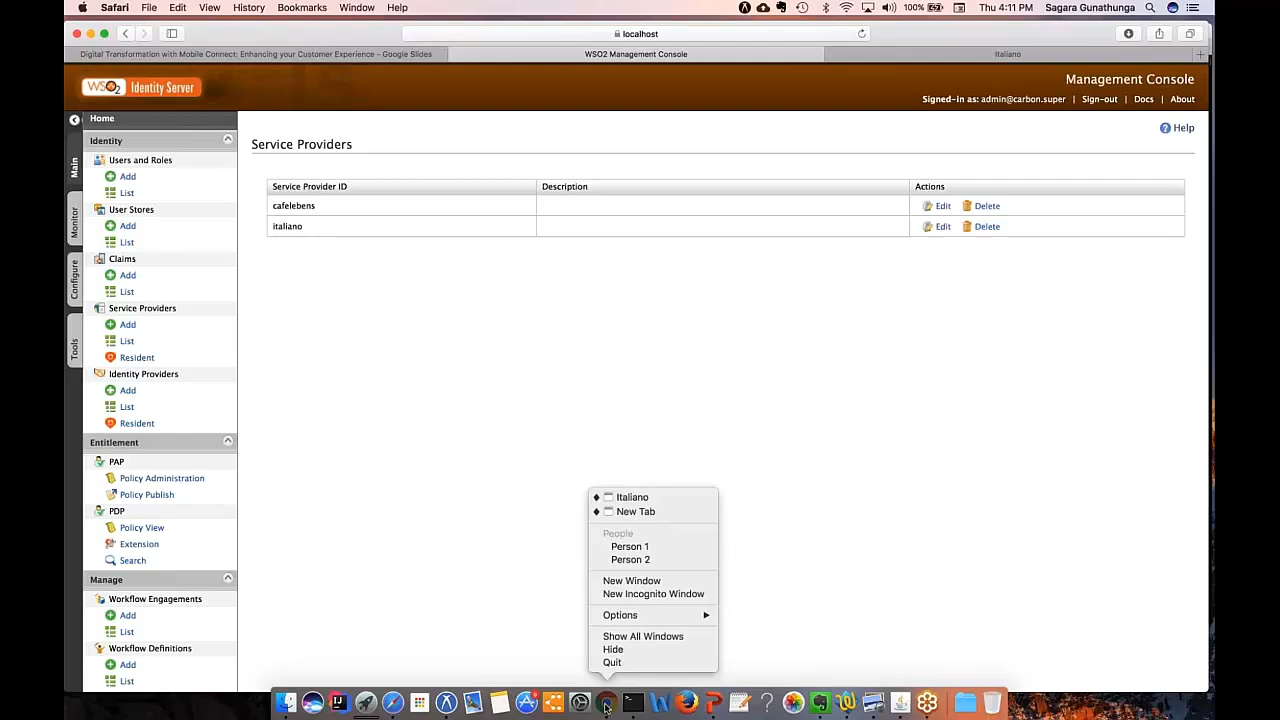 Safari File Edit View History Bookmarks Window Help 100% Thu 4:11 PM Sagara Gunathunga
localhost
Digital Transformation with Mobile Connect: Enhancing your Customer Experience – Google Slides WSO2 Management Console Italiano
WSO2 Identity Server
Management Console
Signed-in as: admin@carbon.super | Sign-out | Docs | About
Main
Monitor
Configure
Tools
Home
Identity
Users and Roles
Add
List
User Stores
Add
List
Claims
Add
List
Service Providers
Add
List
Resident
Identity Providers
Add
List
Resident
Entitlement
PAP
Policy Administration
Policy Publish
PDP
Policy View
Extension
Search
Manage
Workflow Engagements
Add
List
Workflow Definitions
Add
List
Help
Service Providers
Service Provider ID Description Actions
cafelebens Edit Delete
italiano Edit Delete
Italiano
New Tab
People
Person 1
Person 2
New Window
New Incognito Window
Options
Show All Windows
Hide
Quit